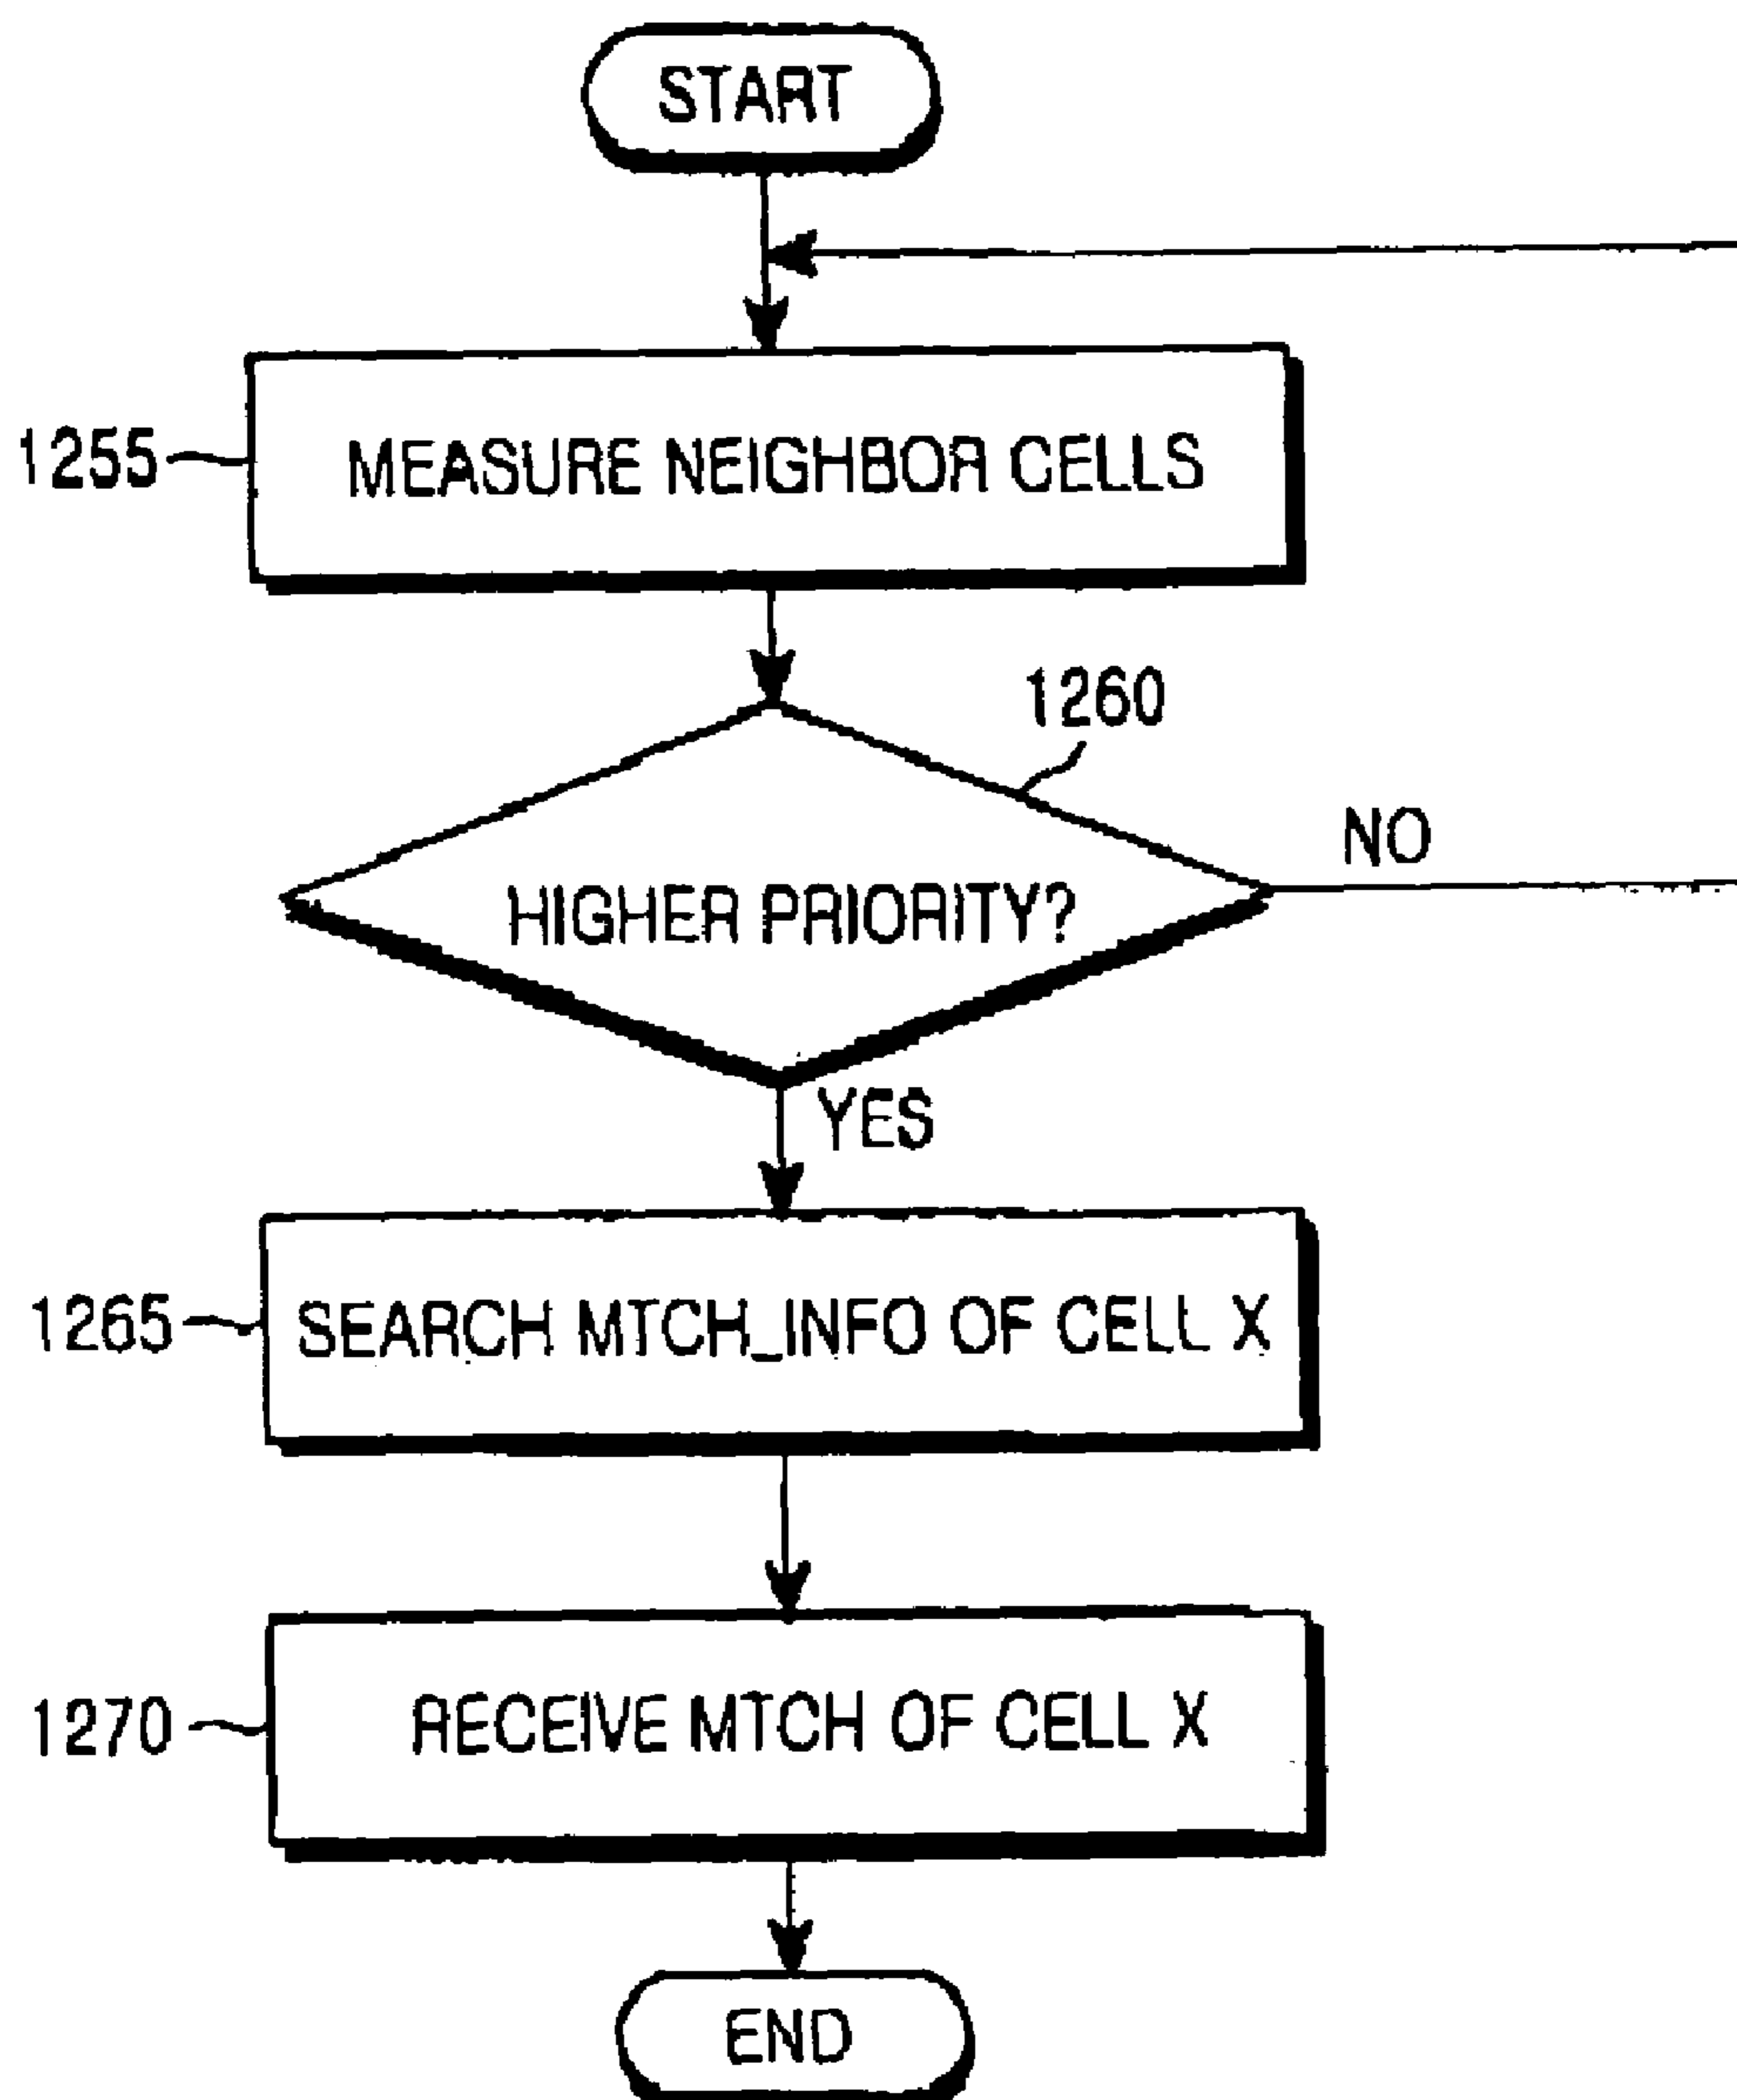 START
1255
MEASURE NEIGHBOR CELLS
1260
NO
HIGHER PRIORITY?
YES
1265
SEARCH MTCH_INFO OF CELL X
1270
RECEIVE MTCH OF CELL X
END